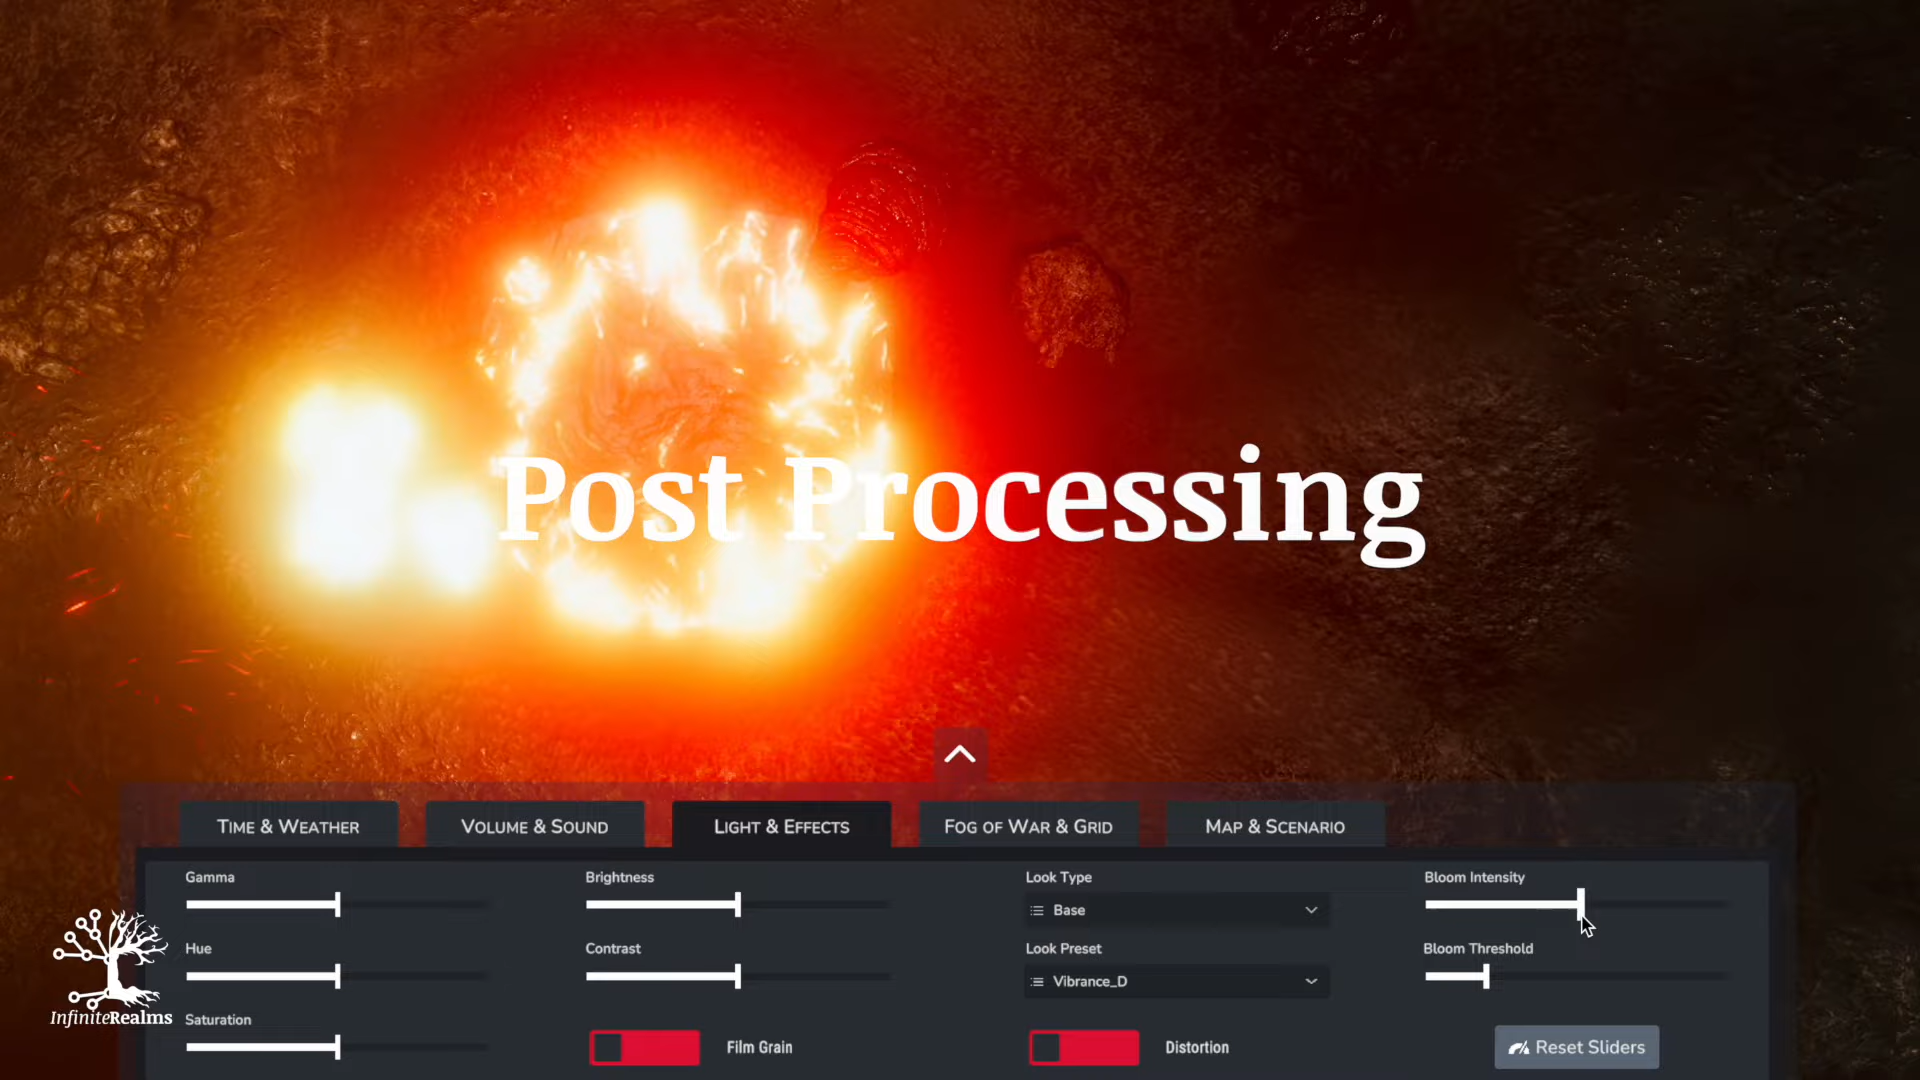 Post Processing
TIME & WEATHER
VOLUME & SOUND
LIGHT & EFFECTS
FOG OF WAR & GRID
MAP & SCENARIO
Gamma
Brightness
Look Type
Bloom Intensity
Base
Hue
Contrast
Look Preset
Bloom Threshold
Vibrance_D
Saturation
Film Grain
Distortion
Reset Sliders
InfiniteRealms